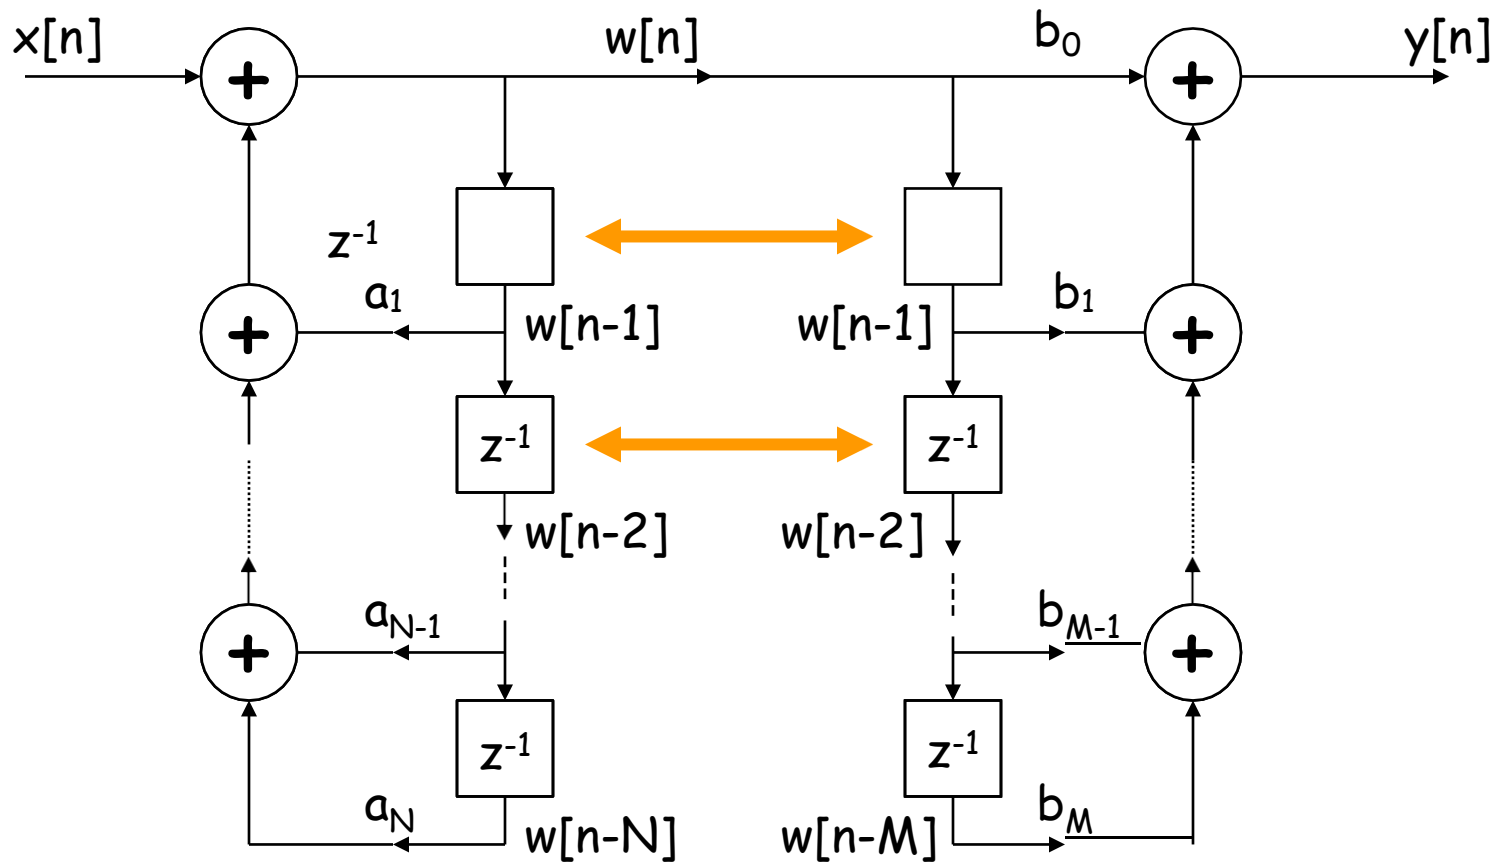 x[n] w[n] b0 y[n]
+ +
z-1
a1 w[n-1] w[n-1] b1
+ +
z-1 z-1
w[n-2] w[n-2]
aN-1 bM-1
+ +
z-1 z-1
aN w[n-N] w[n-M] bM